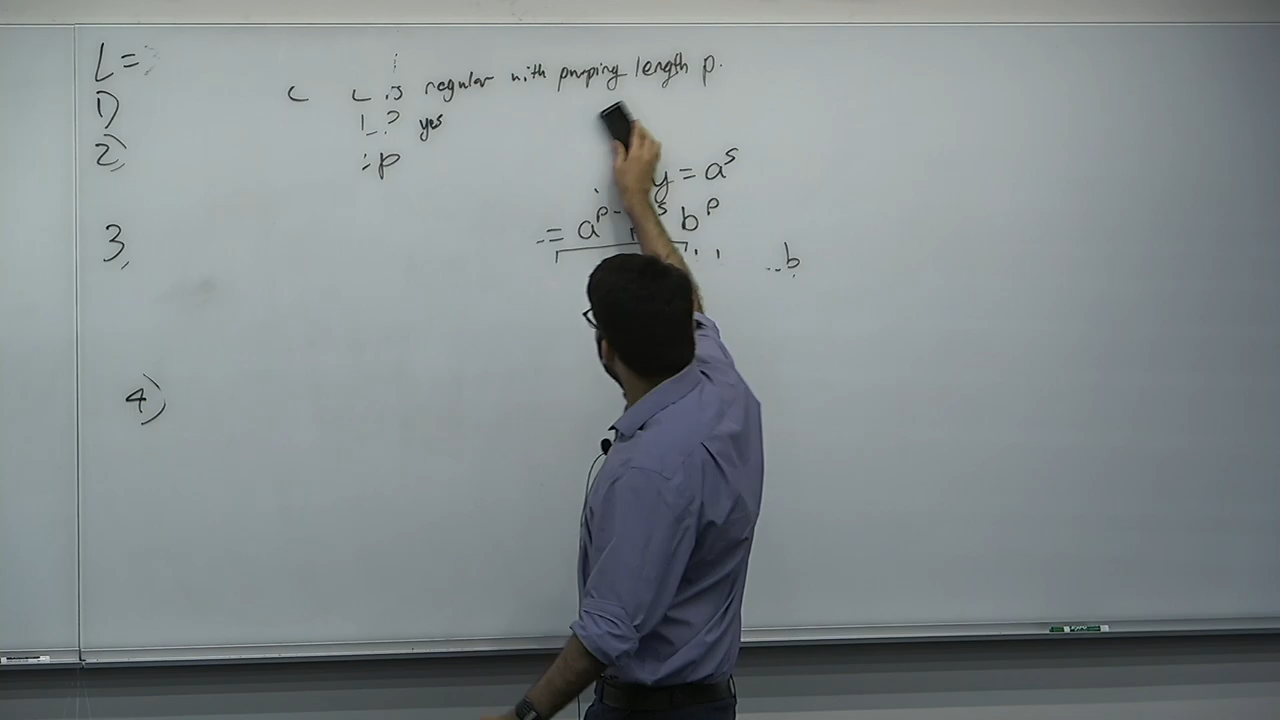 L =
1)
2)
3,
4)
is regular with pumping length p.
yes
p
y = a^s
= a^p- s b^p
b